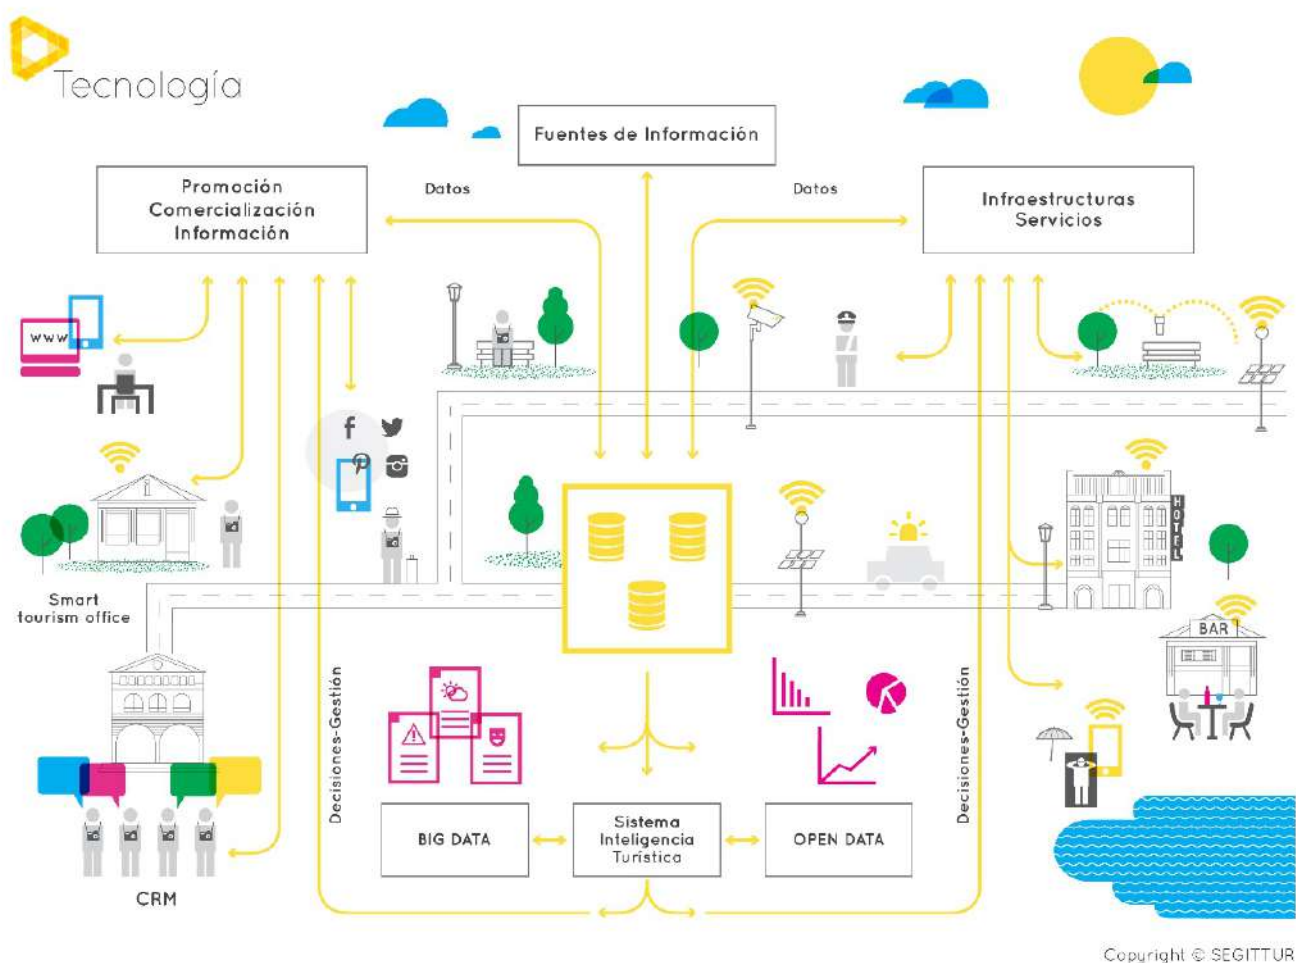 Tecnología
Fuentes de Información
Promoción
Comercialización
Información
Datos
Datos
Infraestructuras
Servicios
www
f
i
HOTEL
Smart
tourism office
BAR
Decisiones-Gestión
Decisiones-Gestión
BIG DATA
Sistema
Inteligencia
Turística
OPEN DATA
CRM
Copyright © SEGITTUR